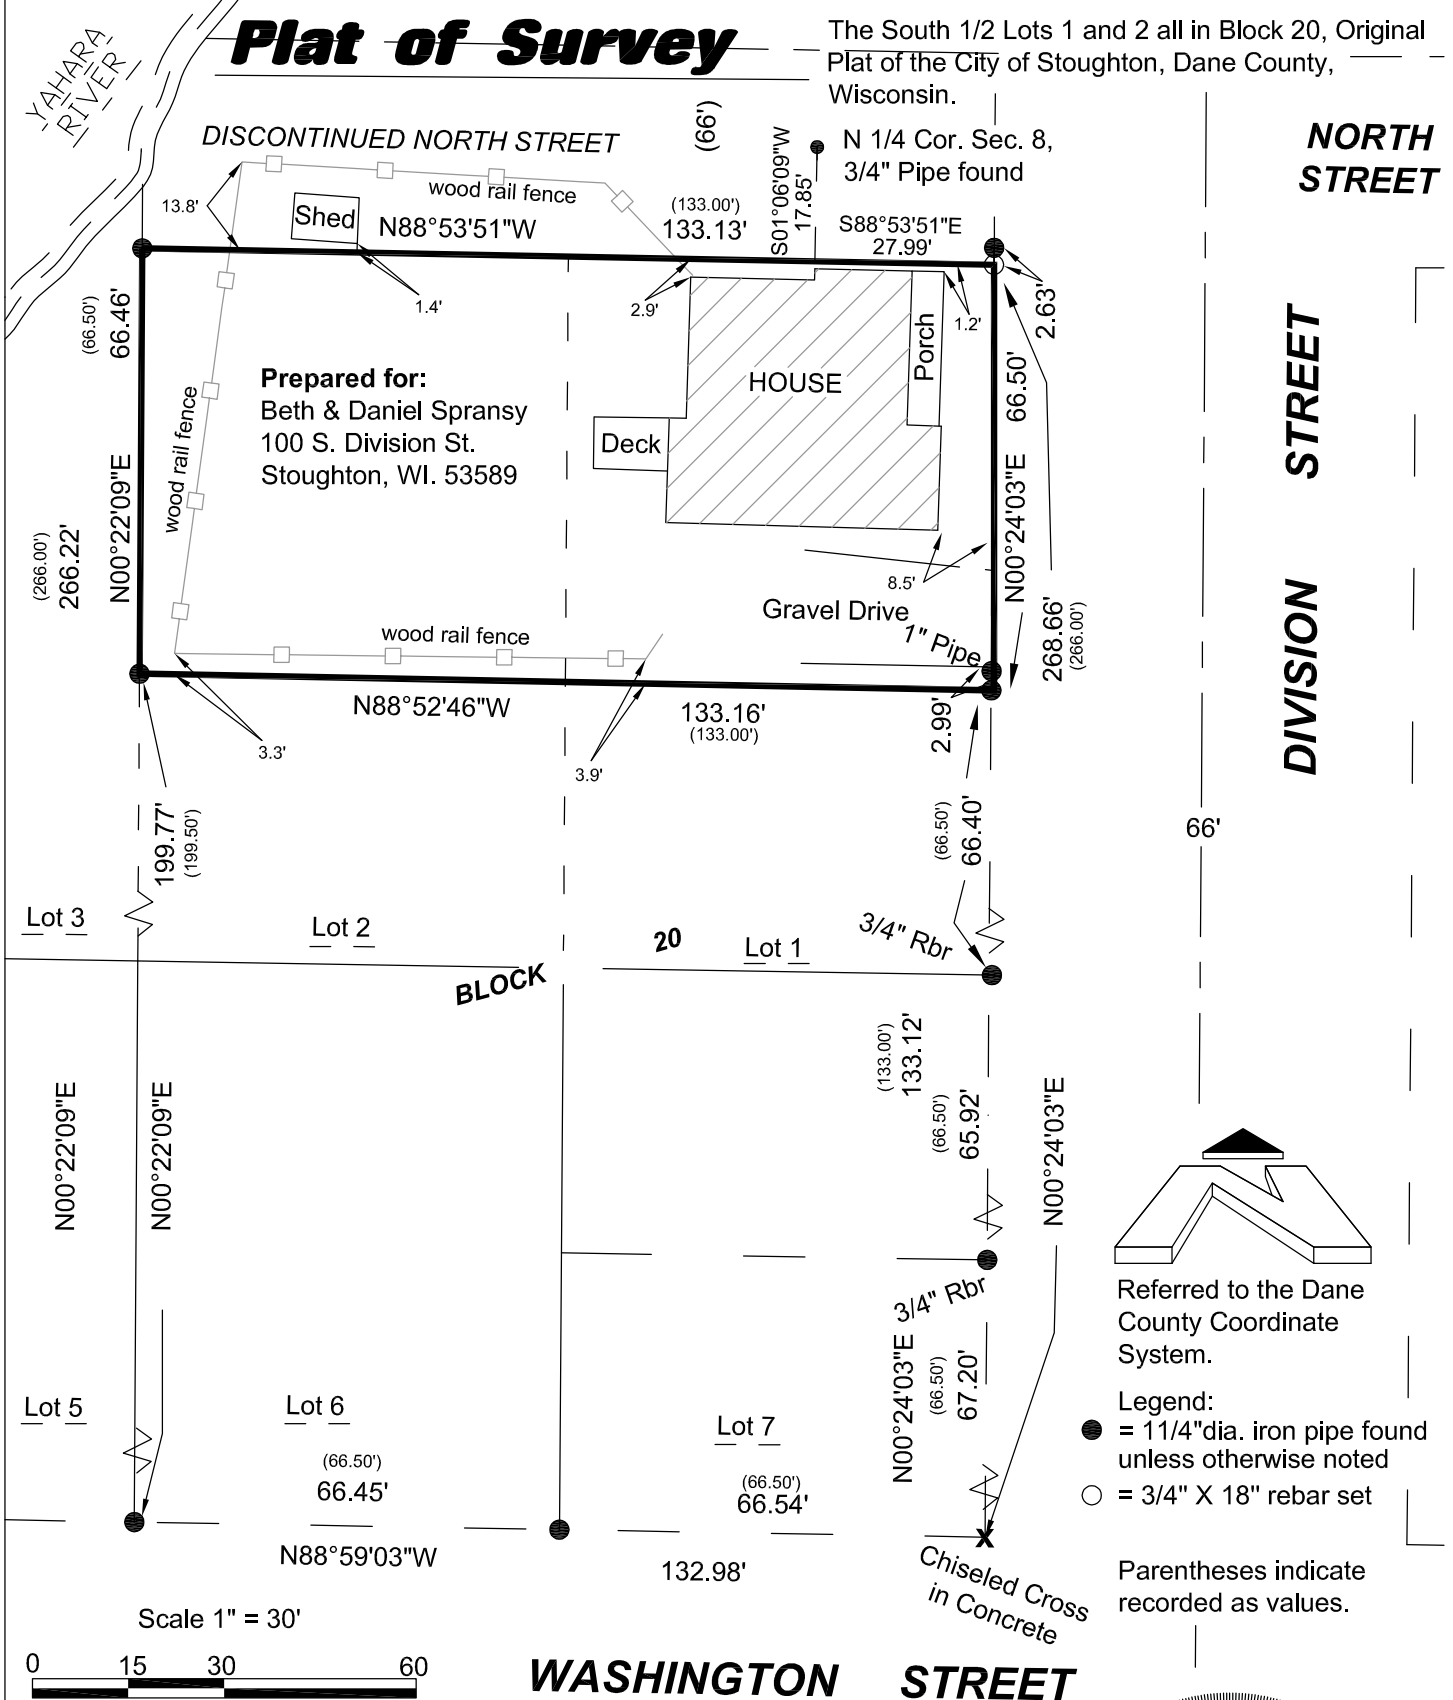 Plat of Survey
The South 1/2 Lots 1 and 2 all in Block 20, Original
Plat of the City of Stoughton, Dane County,
Wisconsin.
YAHARA
RIVER
DISCONTINUED NORTH STREET
(66')
N 1/4 Cor. Sec. 8,
3/4" Pipe found
NORTH
STREET
13.8'
Shed
wood rail fence
N88°53'51"W
(133.00')
133.13'
S01°06'09"W
17.85'
S88°53'51"E
27.99'
1.4'
2.9'
1.2'
2.63'
(66.50')
66.46'
Prepared for:
Beth & Daniel Spransy
100 S. Division St.
Stoughton, WI. 53589
HOUSE
Porch
Deck
66.50'
wood rail fence
N00°22'09"E
(266.00')
266.22'
N00°24'03"E
8.5'
Gravel Drive
1" Pipe
268.66'
(266.00')
DIVISION STREET
wood rail fence
N88°52'46"W
133.16'
(133.00')
2.99'
3.3'
3.9'
199.77'
(199.50')
(66.50')
66.40'
66'
Lot 3
Lot 2
BLOCK 20
Lot 1
3/4" Rbr
(133.00')
133.12'
(66.50')
65.92'
N00°22'09"E
N00°22'09"E
N00°24'03"E
3/4" Rbr
N00°24'03"E
(66.50')
67.20'
Referred to the Dane
County Coordinate
System.
Legend:
= 11/4"dia. iron pipe found
unless otherwise noted
= 3/4" X 18" rebar set
Parentheses indicate
recorded as values.
Lot 5
Lot 6
Lot 7
(66.50')
66.45'
(66.50')
66.54'
N88°59'03"W
132.98'
X
Chiseled Cross
in Concrete
Scale 1" = 30'
0 15 30 60
WASHINGTON STREET